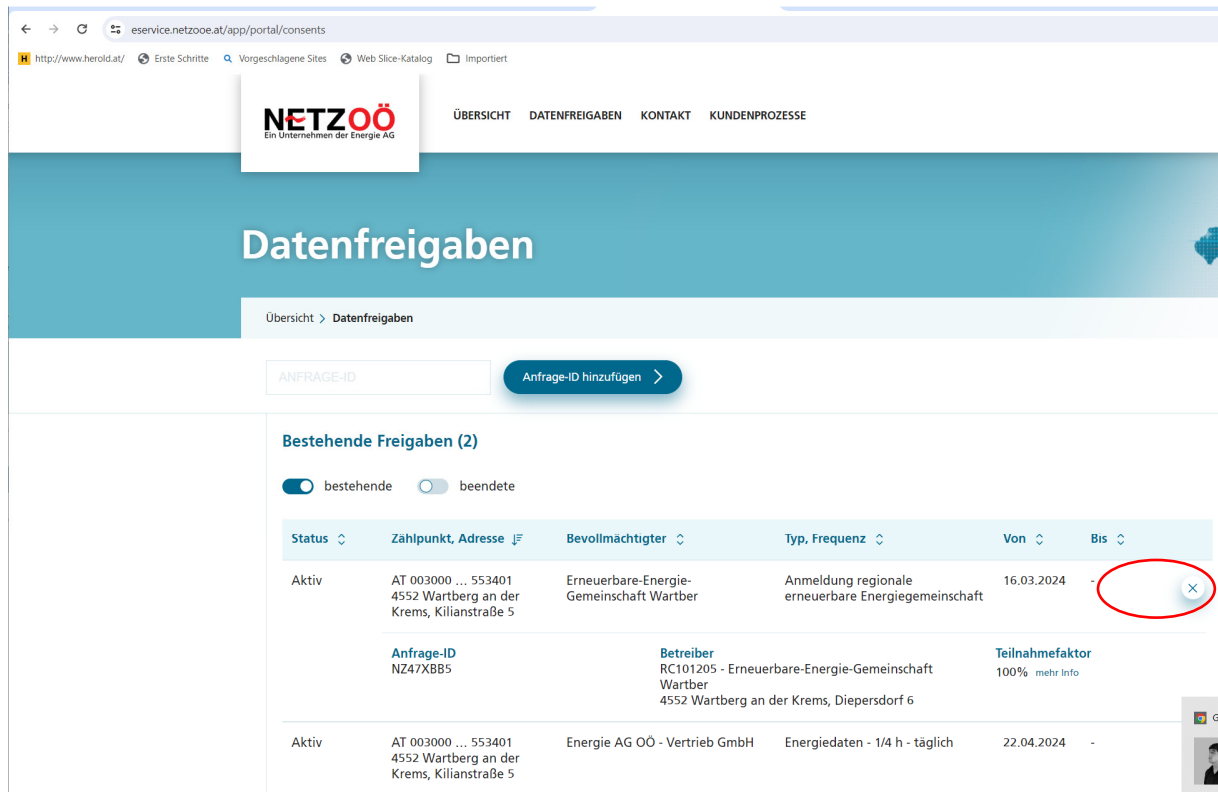 eservice.netzooe.at/app/portal/consents
H http://www.herold.at/ Erste Schritte Vorgeschlagene Sites Web Slice-Katalog Importiert
NETZOÖ
Ein Unternehmen der Energie AG
ÜBERSICHT DATENFREIGABEN KONTAKT KUNDENPROZESSE
Datenfreigaben
Übersicht > Datenfreigaben
ANFRAGE-ID Anfrage-ID hinzufügen
Bestehende Freigaben (2)
bestehende beendete
Status Zählpunkt, Adresse Bevollmächtigter Typ, Frequenz Von Bis
Aktiv AT 003000 ... 553401 Erneuerbare-Energie- Anmeldung regionale 16.03.2024 -
4552 Wartberg an der Gemeinschaft Wartber erneuerbare Energiegemeinschaft
Krems, Kilianstraße 5
Anfrage-ID Betreiber Teilnahmefaktor
NZ47XBB5 RC101205 - Erneuerbare-Energie-Gemeinschaft 100% mehr Info
Wartber
4552 Wartberg an der Krems, Diepersdorf 6
Aktiv AT 003000 ... 553401 Energie AG OÖ - Vertrieb GmbH Energiedaten - 1/4 h - täglich 22.04.2024 -
4552 Wartberg an der
Krems, Kilianstraße 5